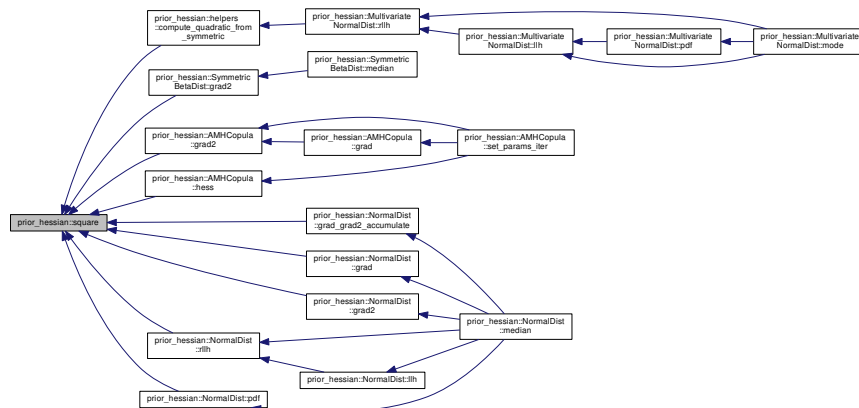 prior_hessian::helpers
::compute_quadratic_from
_symmetric
prior_hessian::Multivariate
NormalDist::rllh
prior_hessian::Multivariate
NormalDist::llh
prior_hessian::Multivariate
NormalDist::pdf
prior_hessian::Multivariate
NormalDist::mode
prior_hessian::Symmetric
BetaDist::grad2
prior_hessian::Symmetric
BetaDist::median
prior_hessian::AMHCopula
::grad2
prior_hessian::AMHCopula
::grad
prior_hessian::AMHCopula
::set_params_iter
prior_hessian::AMHCopula
::hess
prior_hessian::square
prior_hessian::NormalDist
::grad_grad2_accumulate
prior_hessian::NormalDist
::grad
prior_hessian::NormalDist
::grad2
prior_hessian::NormalDist
::median
prior_hessian::NormalDist
::rllh
prior_hessian::NormalDist::llh
prior_hessian::NormalDist::pdf